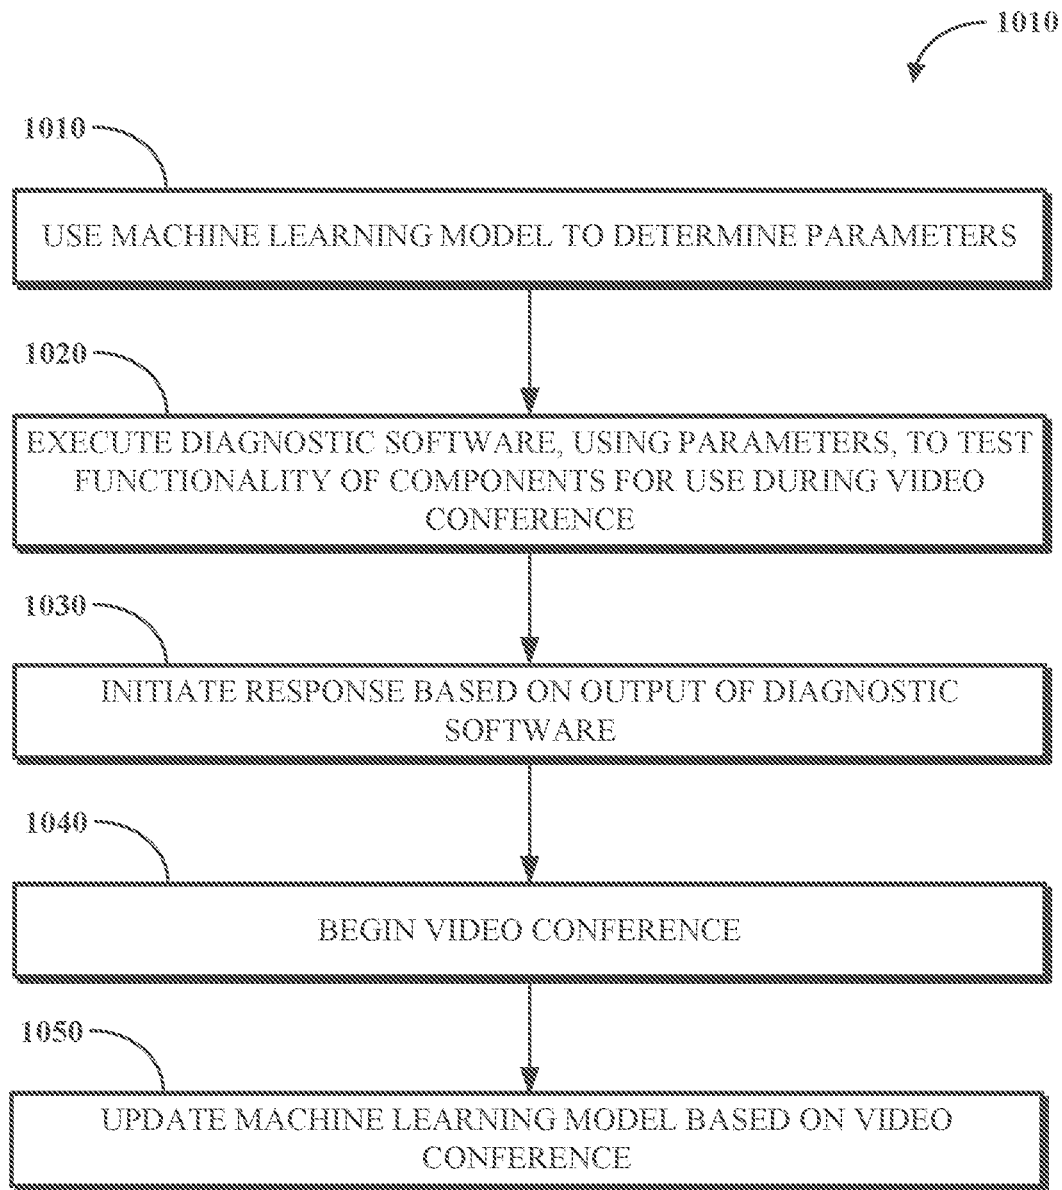 1010
1010
USE MACHINE LEARNING MODEL TO DETERMINE PARAMETERS
1020
EXECUTE DIAGNOSTIC SOFTWARE, USING PARAMETERS, TO TEST
FUNCTIONALITY OF COMPONENTS FOR USE DURING VIDEO
CONFERENCE
1030
INITIATE RESPONSE BASED ON OUTPUT OF DIAGNOSTIC
SOFTWARE
1040
BEGIN VIDEO CONFERENCE
1050
UPDATE MACHINE LEARNING MODEL BASED ON VIDEO
CONFERENCE